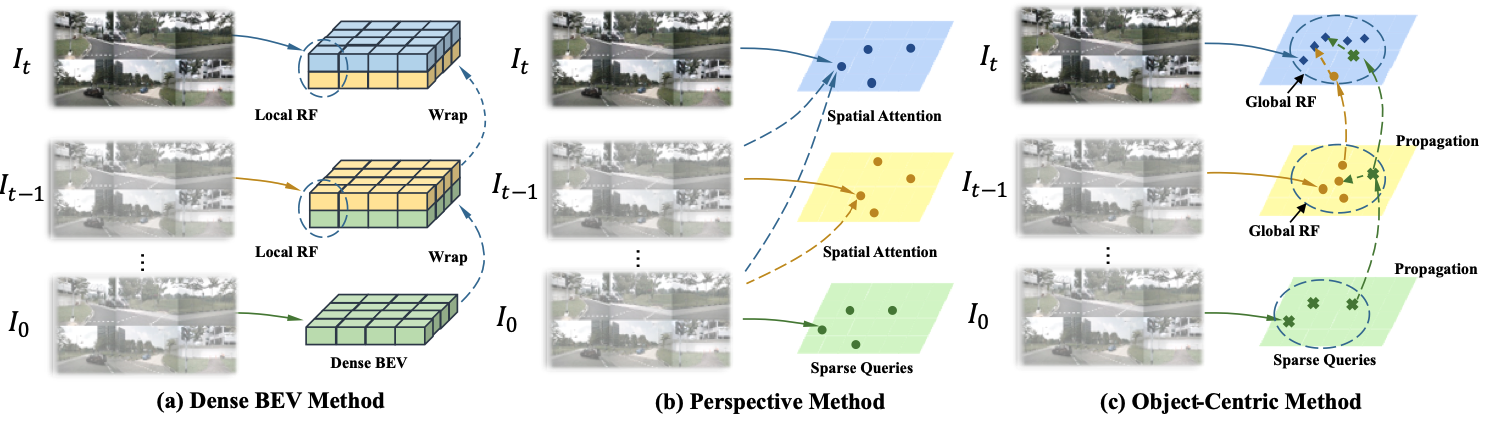 I_t
Local RF
Wrap
I_{t−1}
Local RF
Wrap
⋮
I_0
Dense BEV
(a) Dense BEV Method
I_t
Spatial Attention
I_{t−1}
Spatial Attention
⋮
I_0
Sparse Queries
(b) Perspective Method
I_t
Global RF
Propagation
I_{t−1}
Global RF
⋮
Propagation
I_0
Sparse Queries
(c) Object-Centric Method